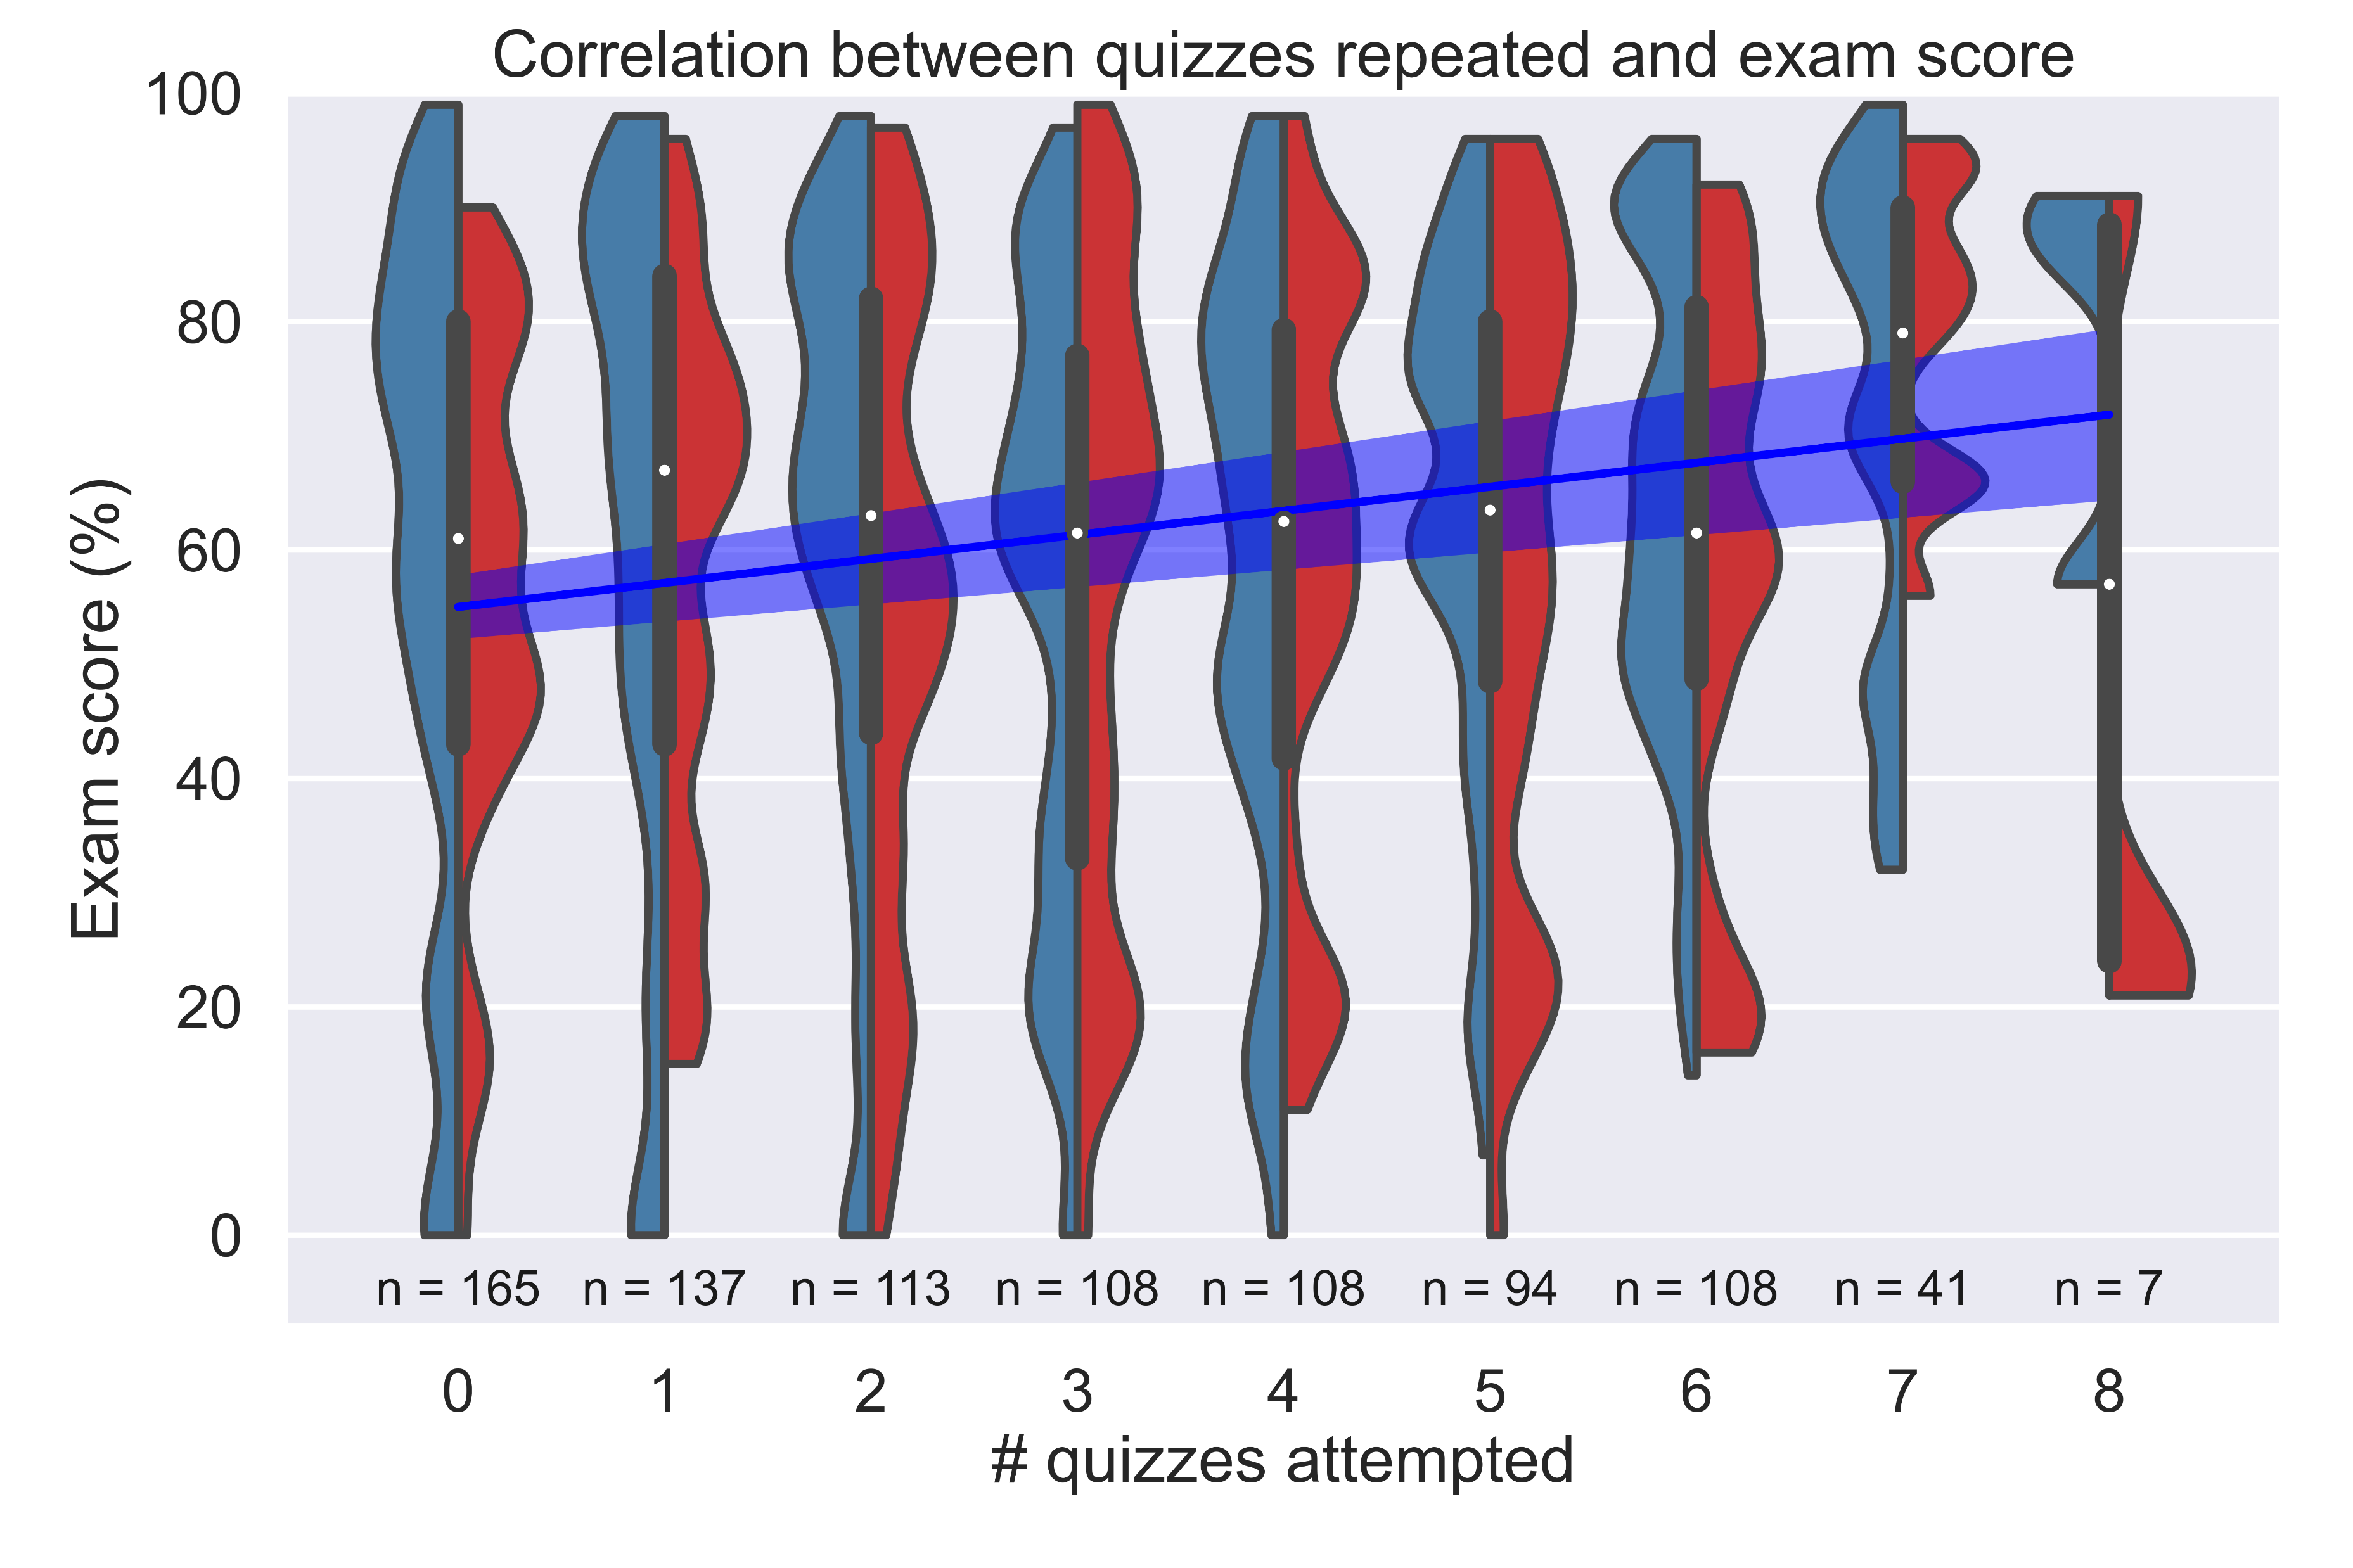 Correlation between quizzes repeated and exam score
100
80
60
40
20
0
Exam score (%)
n = 165 n = 137 n = 113 n = 108 n = 108 n = 94 n = 108 n = 41 n = 7
0 1 2 3 4 5 6 7 8
# quizzes attempted